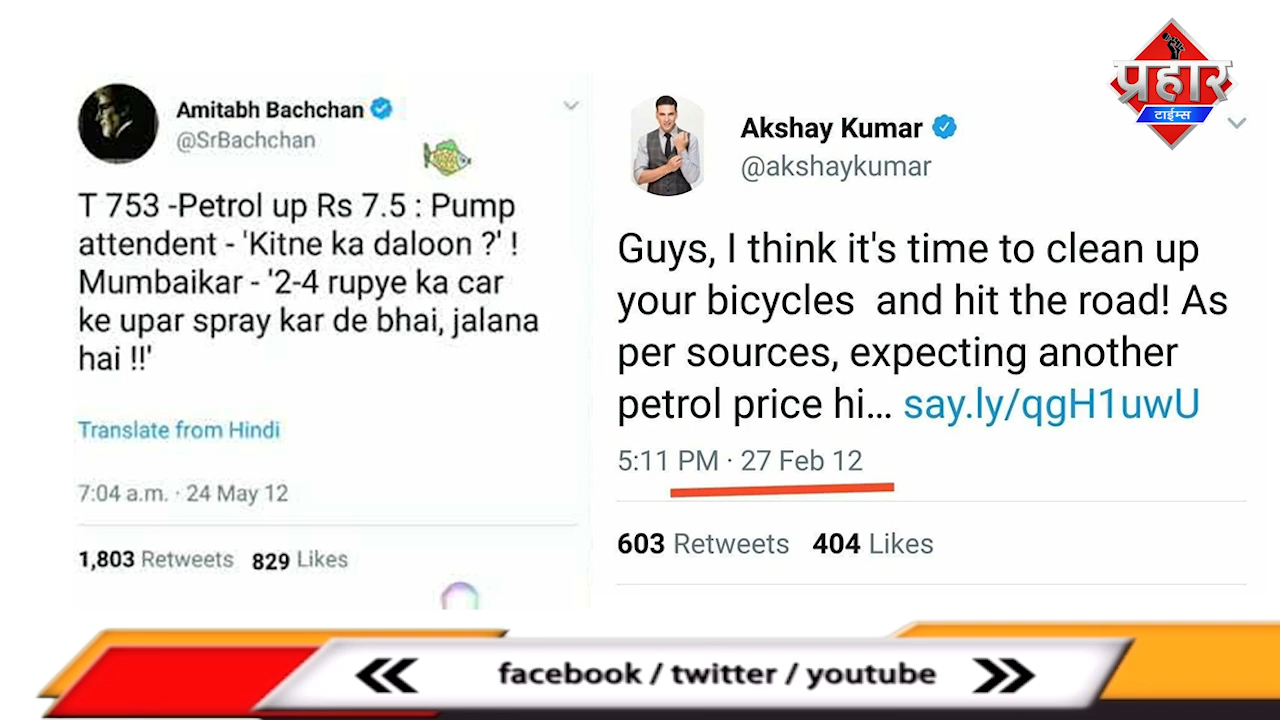 प्रहार
टाईम्स
Amitabh Bachchan
@SrBachchan
T 753 -Petrol up Rs 7.5 : Pump
attendent - 'Kitne ka daloon ?' !
Mumbaikar - '2-4 rupye ka car
ke upar spray kar de bhai, jalana
hai !!'
Translate from Hindi
7:04 a.m. · 24 May 12
1,803 Retweets 829 Likes
Akshay Kumar
@akshaykumar
Guys, I think it's time to clean up
your bicycles and hit the road! As
per sources, expecting another
petrol price hi... say.ly/qgH1uwU
5:11 PM · 27 Feb 12
603 Retweets 404 Likes
facebook / twitter / youtube